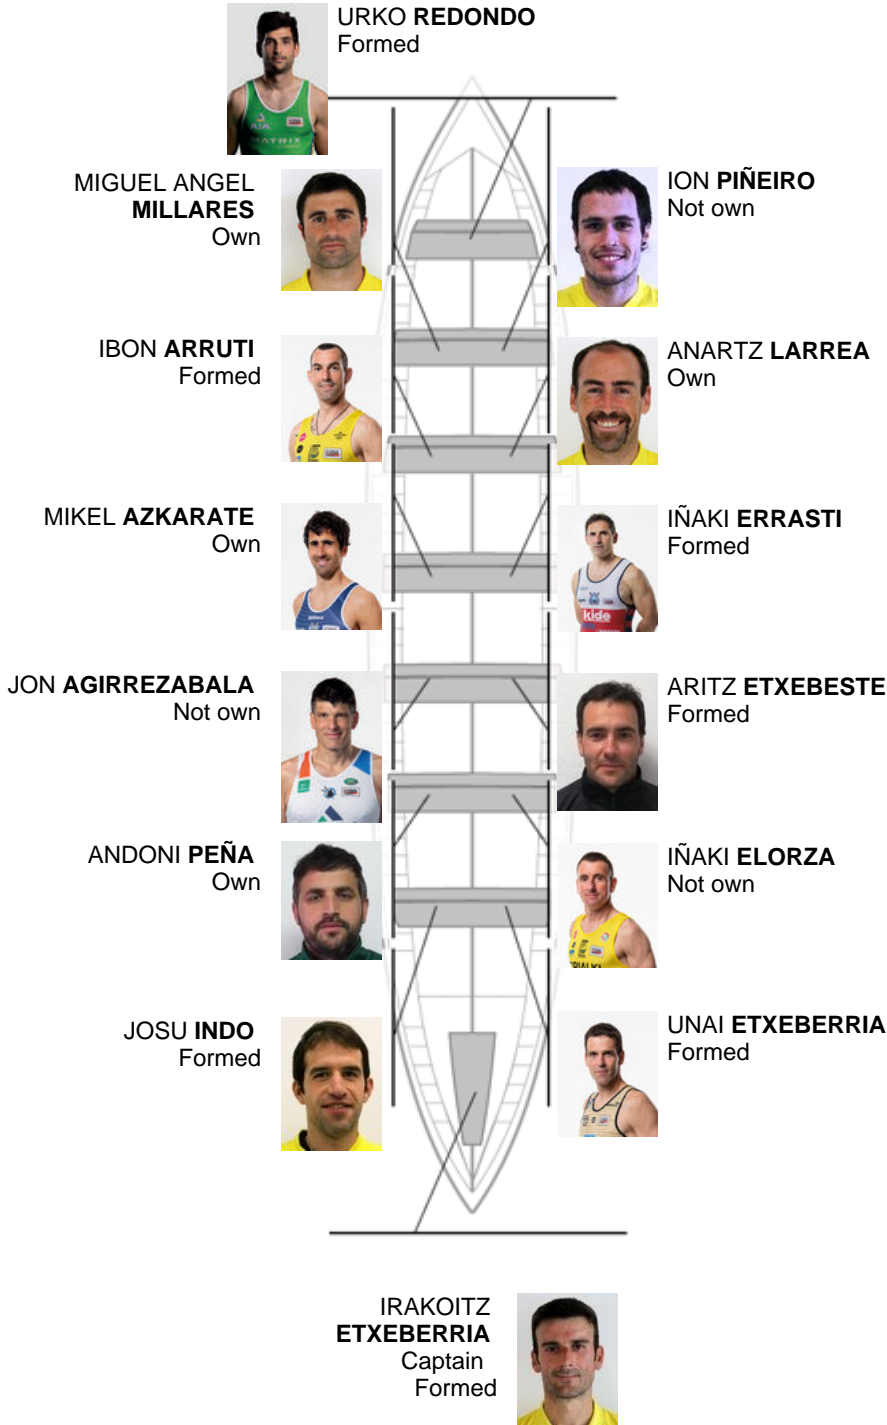 URKO REDONDO
Formed
MIGUEL ANGEL
MILLARES
Own
ION PIÑEIRO
Not own
IBON ARRUTI
Formed
ANARTZ LARREA
Own
MIKEL AZKARATE
Own
IÑAKI ERRASTI
Formed
kide
JON AGIRREZABALA
Not own
ARITZ ETXEBESTE
Formed
ANDONI PEÑA
Own
IÑAKI ELORZA
Not own
JOSU INDO
Formed
UNAI ETXEBERRIA
Formed
IRAKOITZ
ETXEBERRIA
Captain
Formed